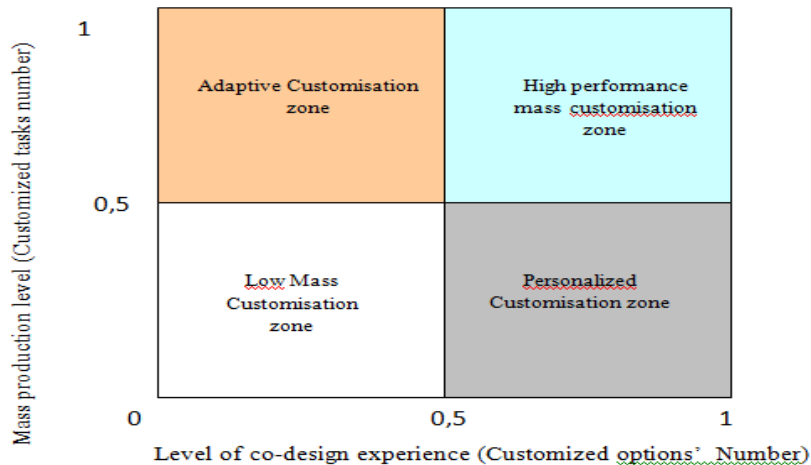 Mass production level (Customized tasks number)
1
Adaptive Customisation
zone
High performance
mass customisation
zone
0,5
Low Mass
Customisation
zone
Personalized
Customisation zone
0
0,5
1
Level of co-design experience (Customized options’ Number)